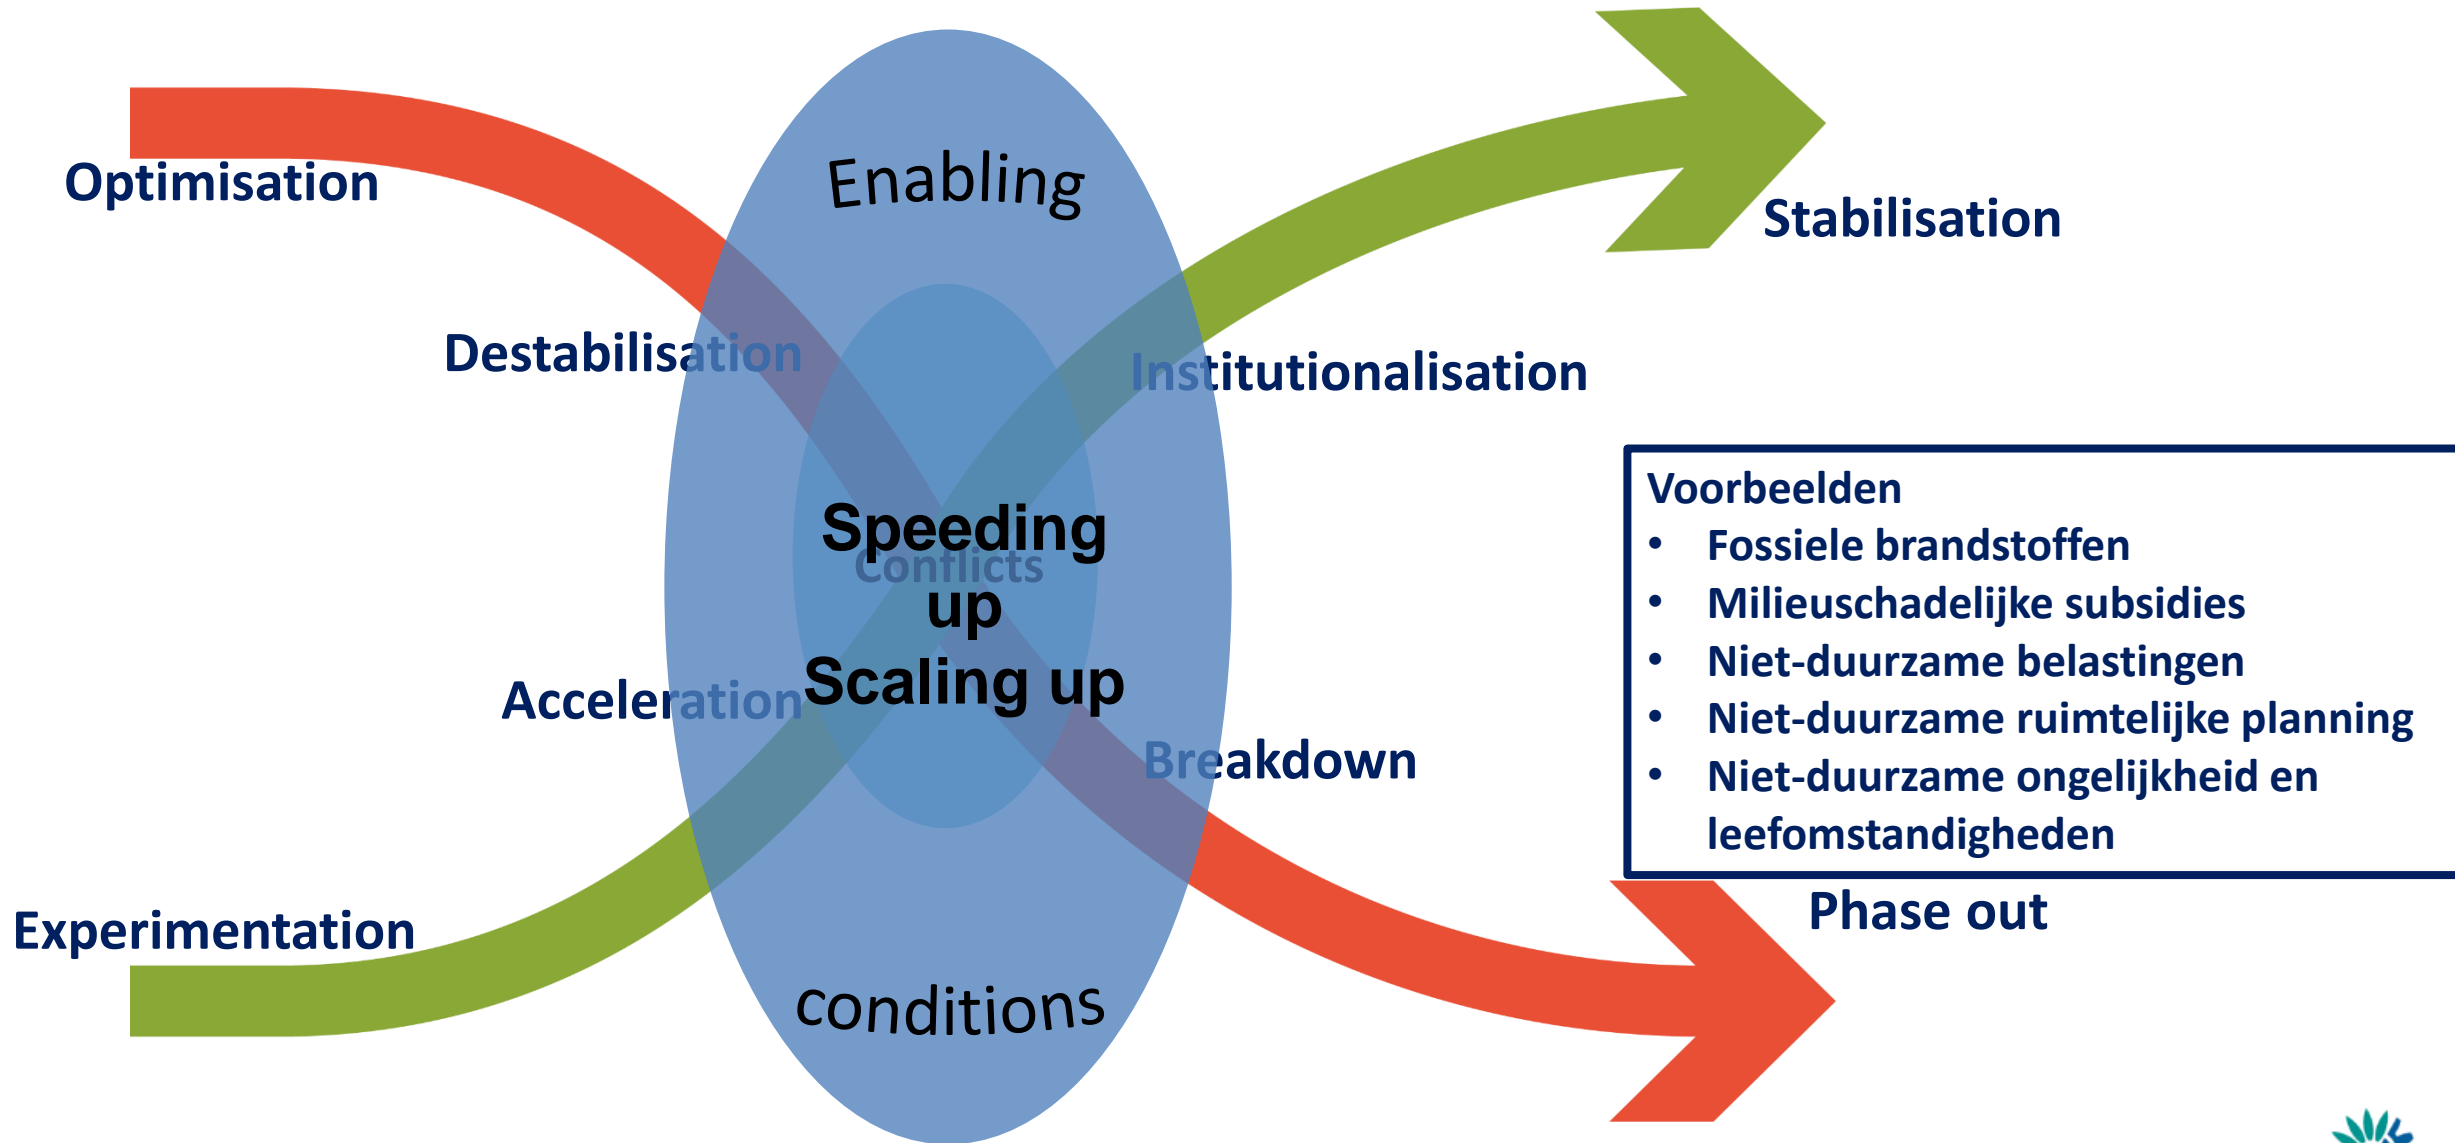 Optimisation
Enabling
Stabilisation
Destabilisation
Institutionalisation
Speeding
Conflicts
up
Acceleration
Scaling up
Breakdown
Voorbeelden
• Fossiele brandstoffen
• Milieuschadelijke subsidies
• Niet-duurzame belastingen
• Niet-duurzame ruimtelijke planning
• Niet-duurzame ongelijkheid en
leefomstandigheden
Phase out
Experimentation
conditions